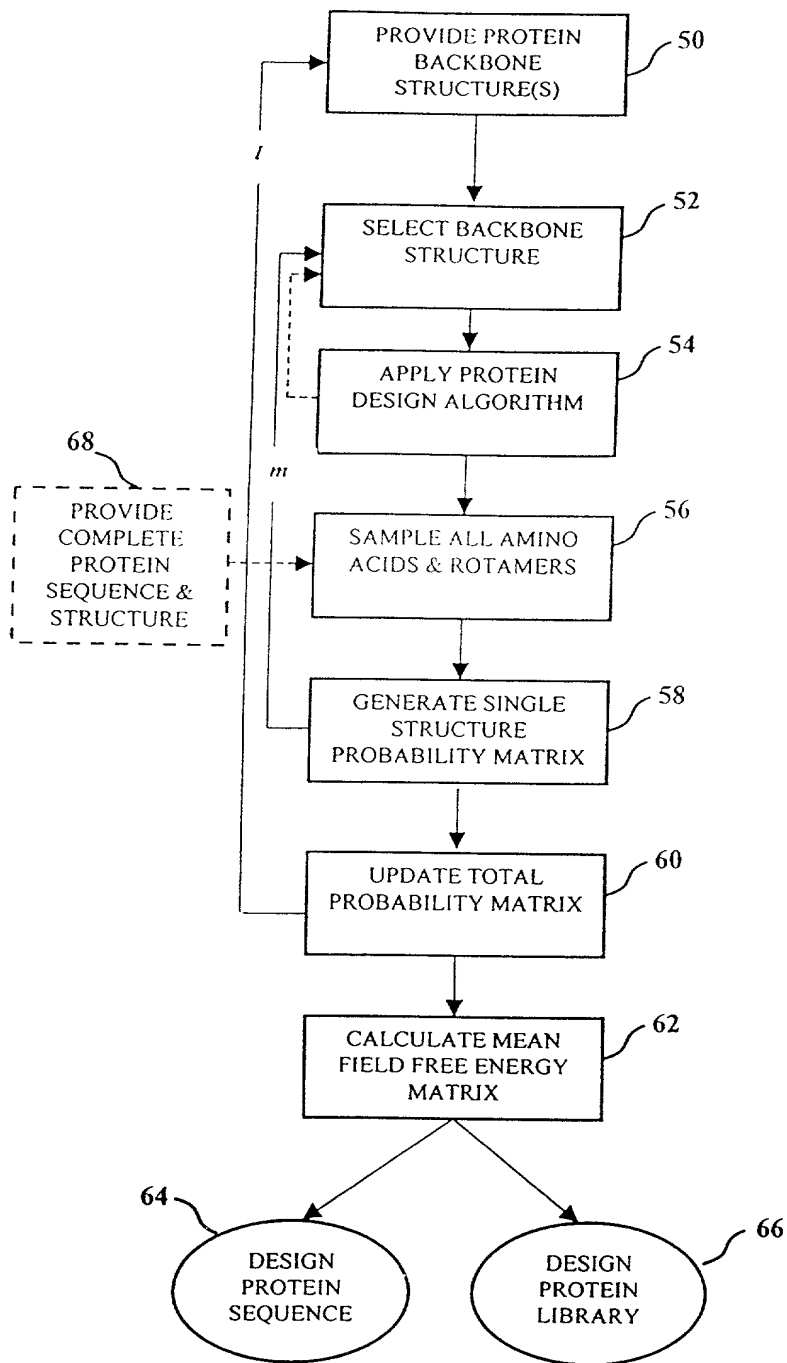 PROVIDE PROTEIN
BACKBONE
STRUCTURE(S)
50
l
SELECT BACKBONE
STRUCTURE
52
APPLY PROTEIN
DESIGN ALGORITHM
54
68
m
PROVIDE
COMPLETE
PROTEIN
SEQUENCE &
STRUCTURE
SAMPLE ALL AMINO
ACIDS & ROTAMERS
56
GENERATE SINGLE
STRUCTURE
PROBABILITY MATRIX
58
UPDATE TOTAL
PROBABILITY MATRIX
60
CALCULATE MEAN
FIELD FREE ENERGY
MATRIX
62
64
DESIGN
PROTEIN
SEQUENCE
66
DESIGN
PROTEIN
LIBRARY